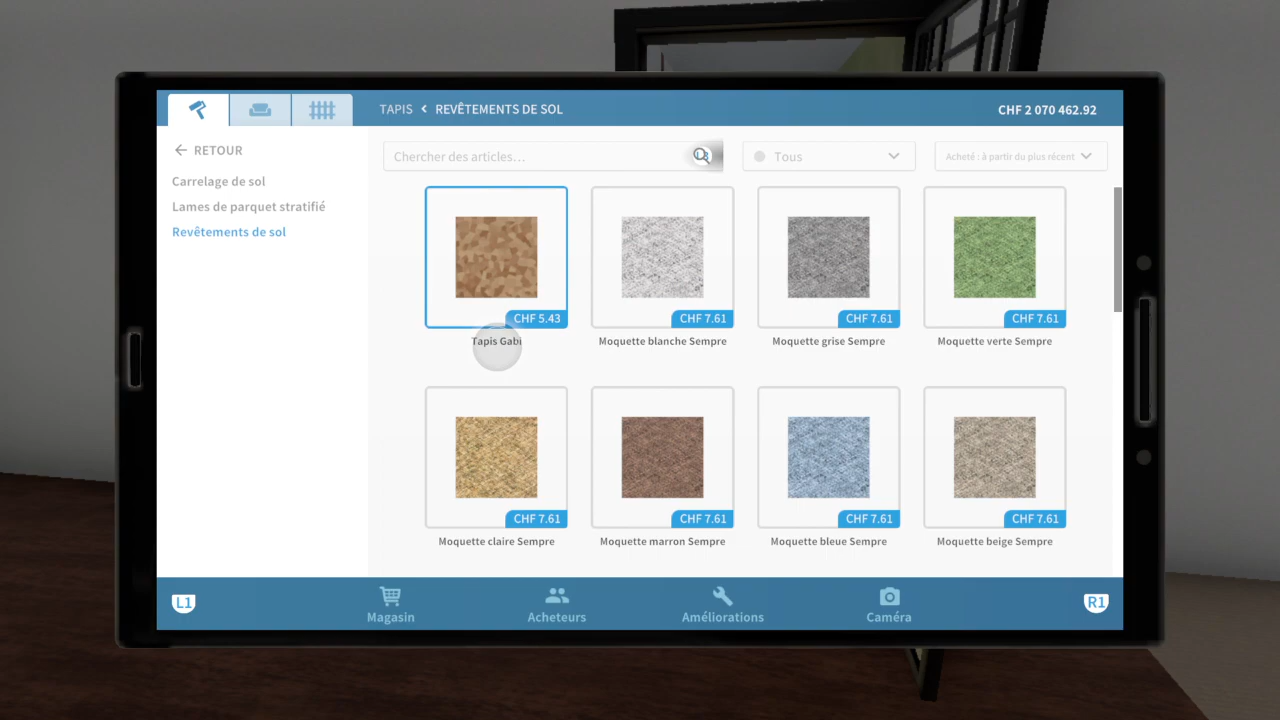 TAPIS < REVÊTEMENTS DE SOL
CHF 2 070 462.92
RETOUR
Carrelage de sol
Lames de parquet stratifié
Revêtements de sol
Chercher des articles...
L3
Tous
Acheté : à partir du plus récent
CHF 5.43
CHF 7.61
CHF 7.61
CHF 7.61
Tapis Gabi
Moquette blanche Sempre
Moquette grise Sempre
Moquette verte Sempre
CHF 7.61
CHF 7.61
CHF 7.61
CHF 7.61
Moquette claire Sempre
Moquette marron Sempre
Moquette bleue Sempre
Moquette beige Sempre
L1
Magasin
Acheteurs
Améliorations
Caméra
R1